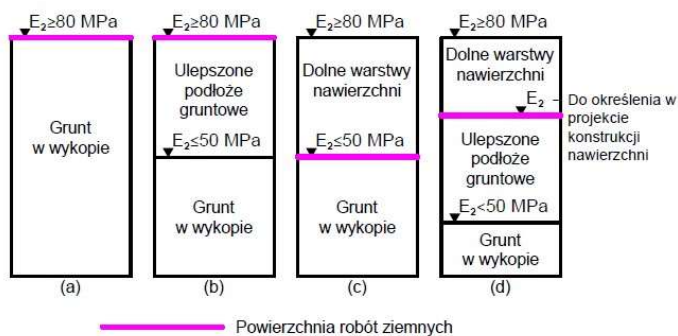 E₂≥80 MPa
Grunt
w wykopie
(a)
E₂≥80 MPa
Ulepszone
podłoże
gruntowe
E₂≤50 MPa
Grunt
w wykopie
(b)
E₂≥80 MPa
Dolne warstwy
nawierzchni
E₂≤50 MPa
Grunt
w wykopie
(c)
E₂≥80 MPa
Dolne warstwy
nawierzchni
E₂ – Do określenia w
projekcie
konstrukcji
nawierzchni
Ulepszone
podłoże
gruntowe
E₂<50 MPa
Grunt
w wykopie
(d)
Powierzchnia robót ziemnych